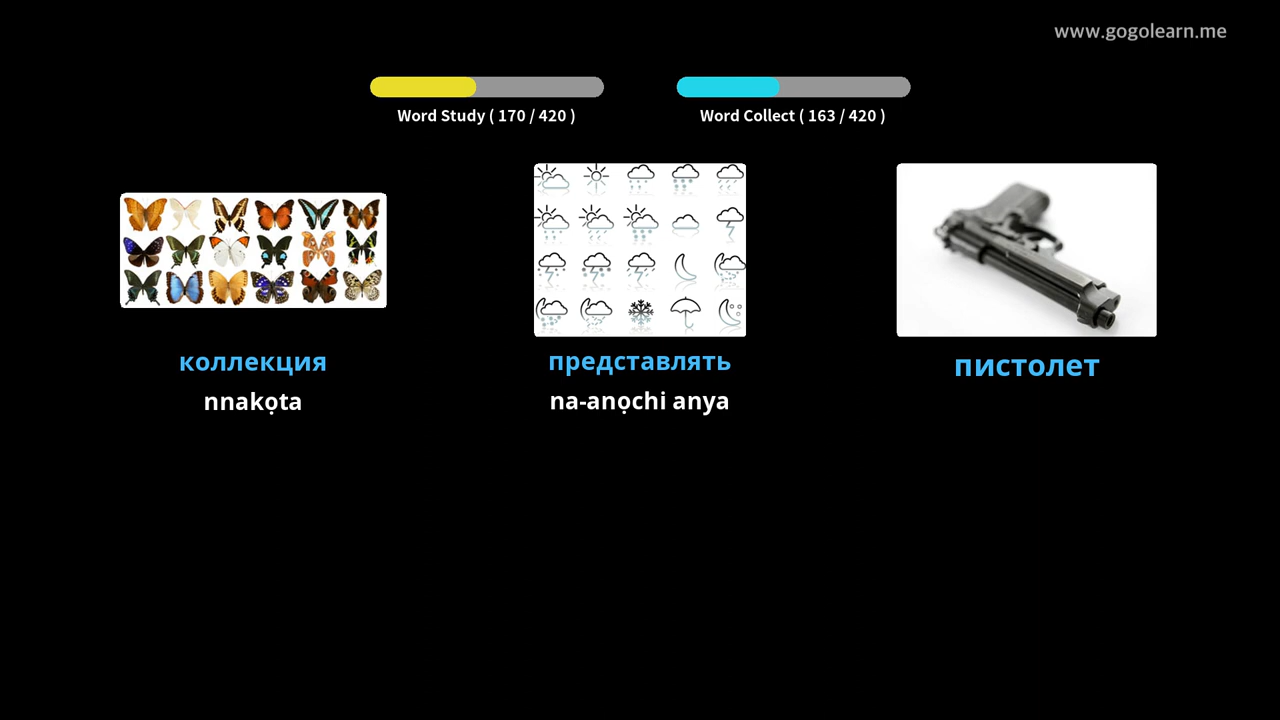 www.gogolearn.me
Word Study ( 170 / 420 )
Word Collect ( 163 / 420 )
коллекция
nnakọta
представлять
na-anọchi anya
пистолет